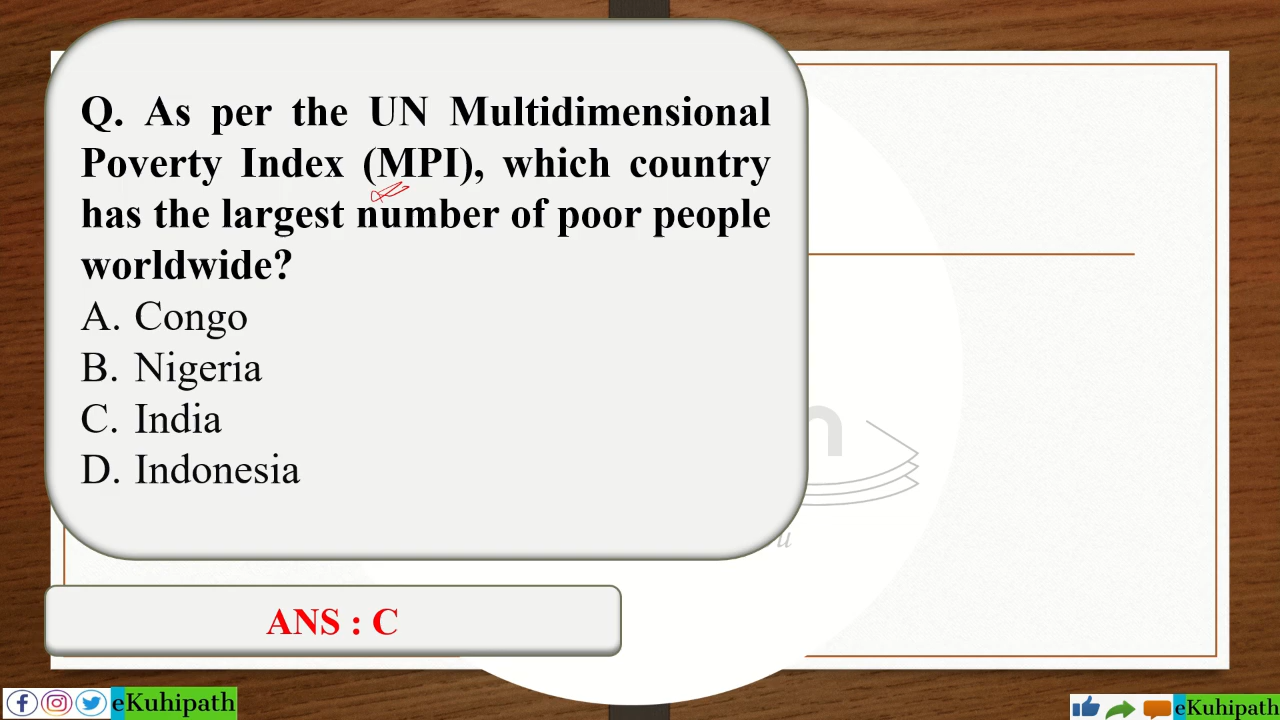 Q. As per the UN Multidimensional
Poverty Index (MPI), which country
has the largest number of poor people
worldwide?
A. Congo
B. Nigeria
C. India
D. Indonesia
ANS : C
eKuhipath
eKuhipath